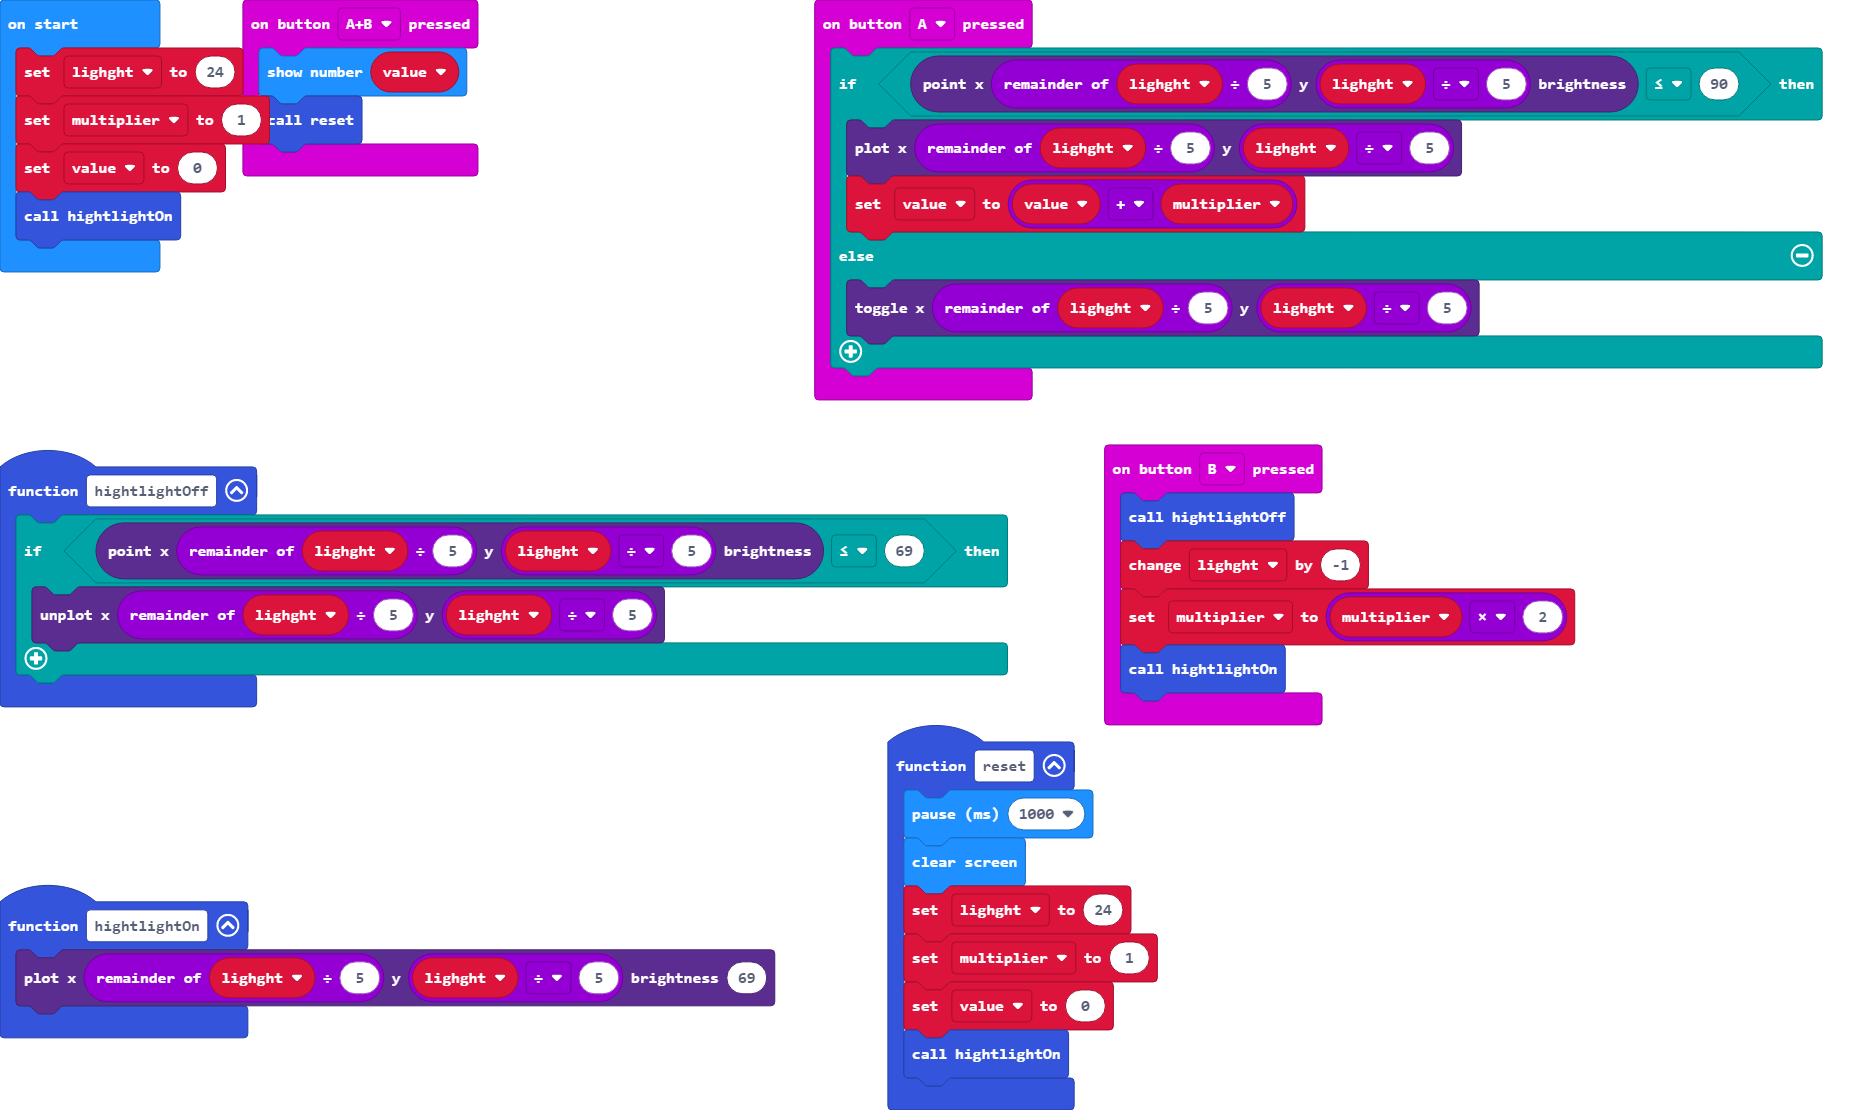 on start
set lighght to 24
set multiplier to 1
set value to 0
call hightlightOn
on button A+B pressed
show number value
call reset
on button A pressed
if point x remainder of lighght ÷ 5 y lighght ÷ 5 brightness ≤ 90 then
plot x remainder of lighght ÷ 5 y lighght ÷ 5
set value to value + multiplier
else
toggle x remainder of lighght ÷ 5 y lighght ÷ 5
function hightlightOff
if point x remainder of lighght ÷ 5 y lighght ÷ 5 brightness ≤ 69 then
unplot x remainder of lighght ÷ 5 y lighght ÷ 5
on button B pressed
call hightlightOff
change lighght by -1
set multiplier to multiplier × 2
call hightlightOn
function reset
pause (ms) 1000
clear screen
set lighght to 24
set multiplier to 1
set value to 0
call hightlightOn
function hightlightOn
plot x remainder of lighght ÷ 5 y lighght ÷ 5 brightness 69